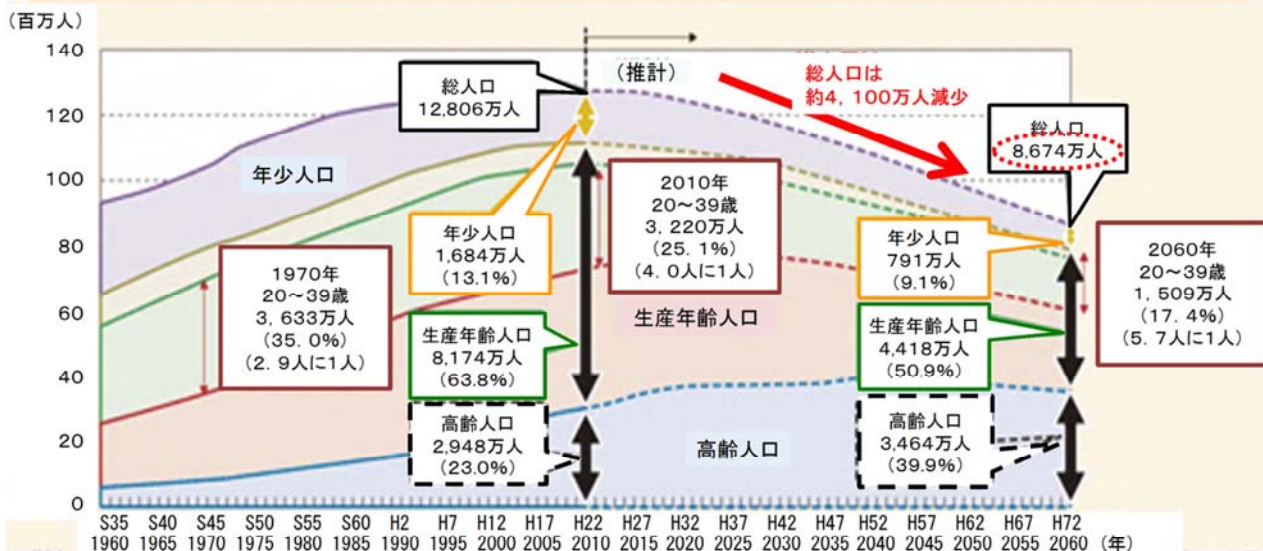 (百万人)
140
120
100
80
60
40
20
0
(推計)
総人口は
約4,100万人減少
総人口
12,806万人
総人口
8,674万人
年少人口
1970年
20～39歳
3,633万人
(35.0%)
(2.9人に1人)
年少人口
1,684万人
(13.1%)
2010年
20～39歳
3,220万人
(25.1%)
(4.0人に1人)
年少人口
791万人
(9.1%)
2060年
20～39歳
1,509万人
(17.4%)
(5.7人に1人)
生産年齢人口
生産年齢人口
8,174万人
(63.8%)
生産年齢人口
4,418万人
(50.9%)
高齢人口
2,948万人
(23.0%)
高齢人口
高齢人口
3,464万人
(39.9%)
S35 S40 S45 S50 S55 S60 H2 H7 H12 H17 H22 H27 H32 H37 H42 H47 H52 H57 H62 H67 H72
1960 1965 1970 1975 1980 1985 1990 1995 2000 2005 2010 2015 2020 2025 2030 2035 2040 2045 2050 2055 2060 (年)